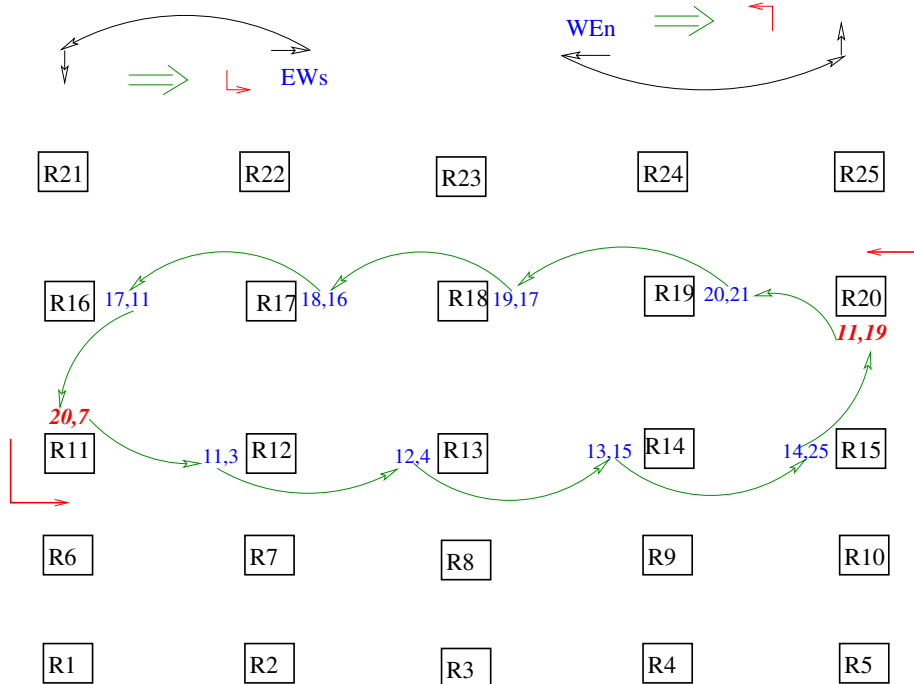 WEn
EWs
R21 R22 R23 R24 R25
R16 17,11 R17 18,16 R18 19,17 R19 20,21 R20
11,19
20,7
R11 11,3 R12 12,4 R13 13,15 R14 14,25 R15
R6 R7 R8 R9 R10
R1 R2 R3 R4 R5